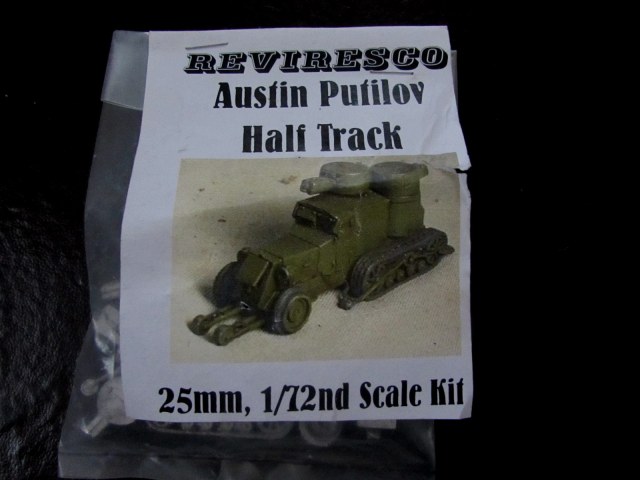 REVIRESCO
Austin Putilov
Half Track
25mm, 1/72nd Scale Kit